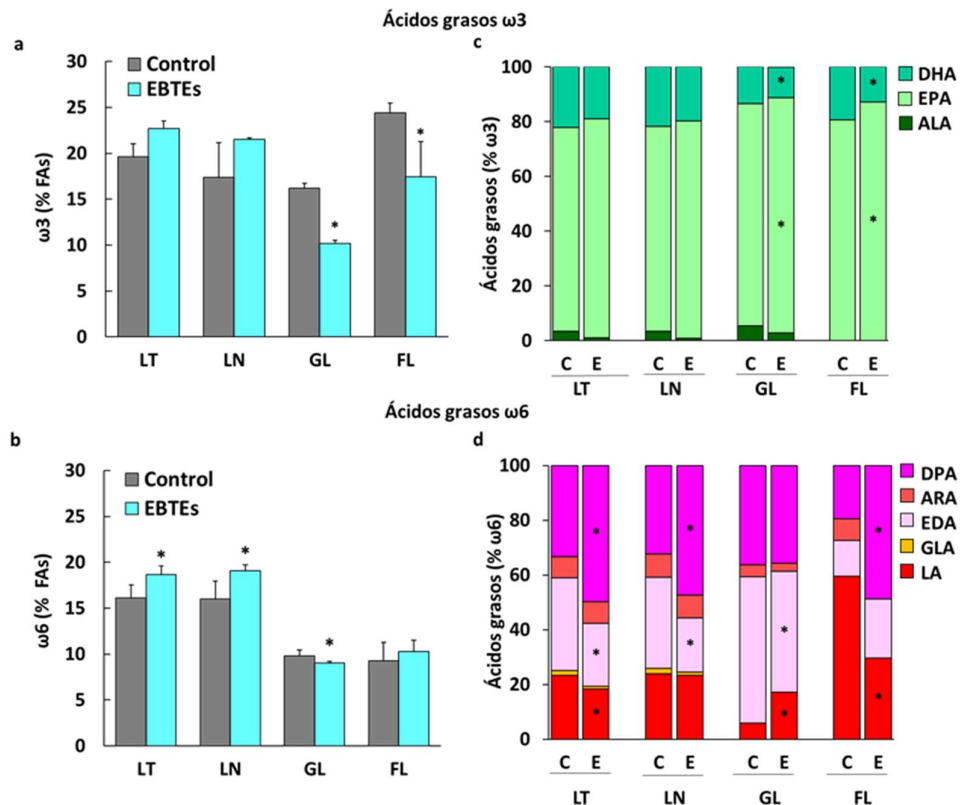 Ácidos grasos ω3
a
ω3 (% FAs)
30
25
20
15
10
5
0
Control
EBTEs
*
*
LT LN GL FL
c
Ácidos grasos (% ω3)
100
80
60
40
20
0
DHA
EPA
ALA
* *
* *
C E C E C E C E
LT LN GL FL
Ácidos grasos ω6
b
ω6 (% FAs)
30
25
20
15
10
5
0
Control
EBTEs
* * *
LT LN GL FL
d
Ácidos grasos (% ω6)
100
80
60
40
20
0
DPA
ARA
EDA
GLA
LA
* * *
* * *
* * *
C E C E C E C E
LT LN GL FL